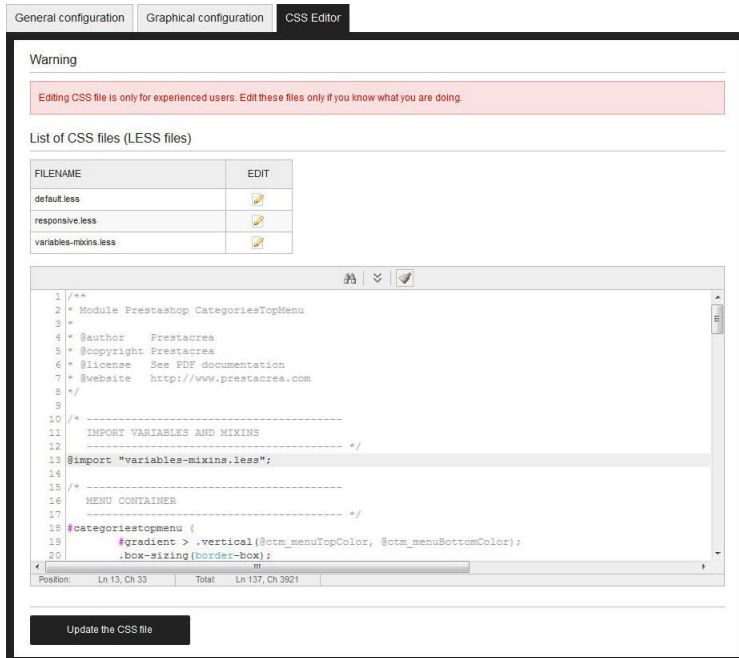 General configuration Graphical configuration CSS Editor
Warning
Editing CSS file is only for experienced users. Edit these files only if you know what you are doing.
List of CSS files (LESS files)
FILENAME EDIT
default.less
responsive.less
variables-mixins.less
1 /**
2 * Module Prestashop CategoriesTopMenu
3 *
4 * @author Prestacrea
5 * @copyright Prestacrea
6 * @license See PDF documentation
7 * @website http://www.prestacrea.com
8 */
9
10 /* ----------------------------------------
11 IMPORT VARIABLES AND MIXINS
12 ---------------------------------------- */
13 @import "variables-mixins.less";
14
15 /* ----------------------------------------
16 MENU CONTAINER
17 ---------------------------------------- */
18 #categoriestopmenu {
19 #gradient > .vertical(@ctm_menuTopColor, @ctm_menuBottomColor);
20 .box-sizing(border-box);
Position: Ln 13, Ch 33 Total: Ln 137, Ch 3921
Update the CSS file